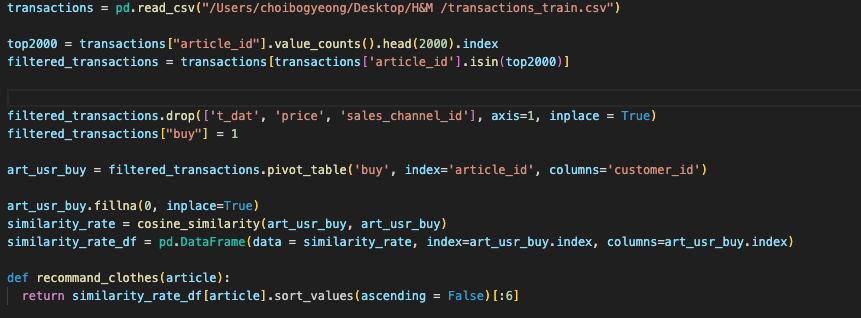 transactions = pd.read_csv("/Users/choibogyeong/Desktop/H&M /transactions_train.csv")
top2000 = transactions["article_id"].value_counts().head(2000).index
filtered_transactions = transactions[transactions['article_id'].isin(top2000)]
filtered_transactions.drop(['t_dat', 'price', 'sales_channel_id'], axis=1, inplace = True)
filtered_transactions["buy"] = 1
art_usr_buy = filtered_transactions.pivot_table('buy', index='article_id', columns='customer_id')
art_usr_buy.fillna(0, inplace=True)
similarity_rate = cosine_similarity(art_usr_buy, art_usr_buy)
similarity_rate_df = pd.DataFrame(data = similarity_rate, index=art_usr_buy.index, columns=art_usr_buy.index)
def recommand_clothes(article):
return similarity_rate_df[article].sort_values(ascending = False)[:6]